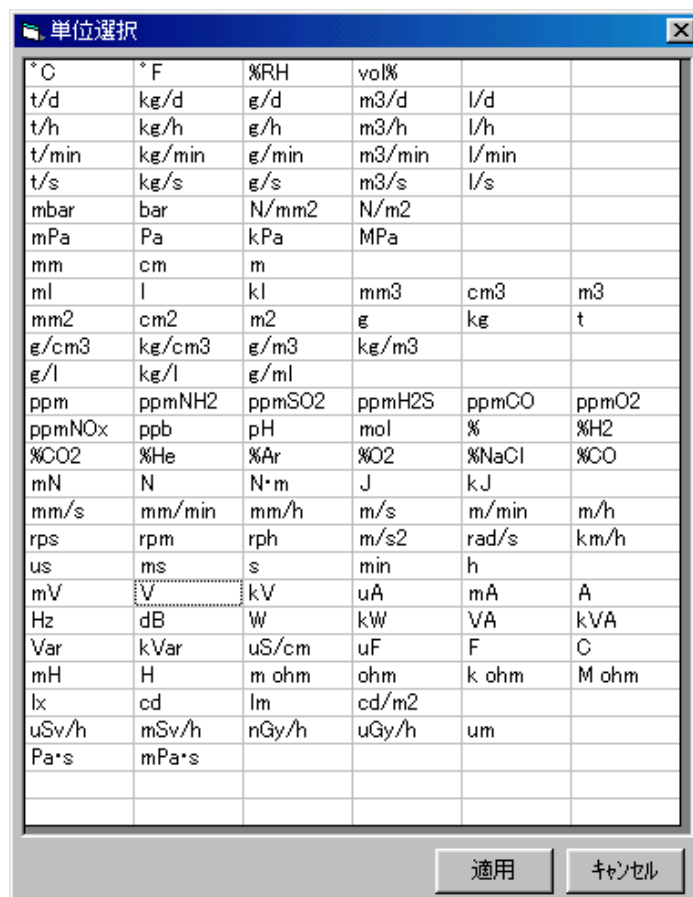 単位選択
°C °F %RH vol%
t/d kg/d g/d m3/d l/d
t/h kg/h g/h m3/h l/h
t/min kg/min g/min m3/min l/min
t/s kg/s g/s m3/s l/s
mbar bar N/mm2 N/m2
mPa Pa kPa MPa
mm cm m
ml l kl mm3 cm3 m3
mm2 cm2 m2 g kg t
g/cm3 kg/cm3 g/m3 kg/m3
g/l kg/l g/ml
ppm ppmNH2 ppmSO2 ppmH2S ppmCO ppmO2
ppmNOx ppb pH mol % %H2
%CO2 %He %Ar %O2 %NaCl %CO
mN N N･m J kJ
mm/s mm/min mm/h m/s m/min m/h
rps rpm rph m/s2 rad/s km/h
us ms s min h
mV V kV uA mA A
Hz dB W kW VA kVA
Var kVar uS/cm uF F C
mH H m ohm ohm k ohm M ohm
lx cd lm cd/m2
uSv/h mSv/h nGy/h uGy/h um
Pa･s mPa･s
適用 ｷｬﾝｾﾙ